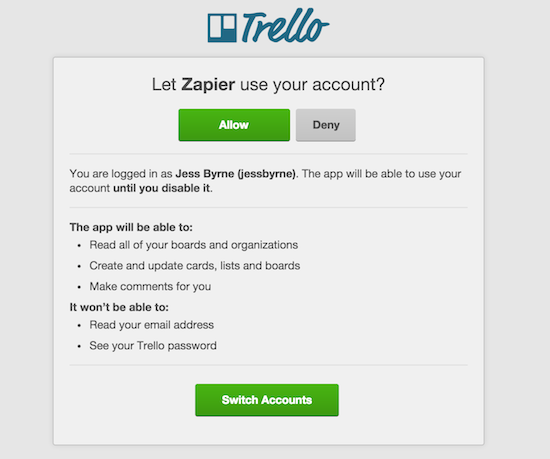 Trello
Let Zapier use your account?
Allow
Deny
You are logged in as Jess Byrne (jessbyrne). The app will be able to use your
account until you disable it.
The app will be able to:
• Read all of your boards and organizations
• Create and update cards, lists and boards
• Make comments for you
It won't be able to:
• Read your email address
• See your Trello password
Switch Accounts